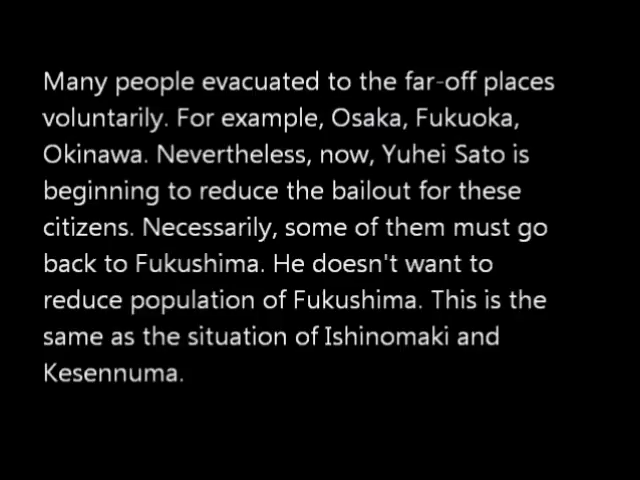 Many people evacuated to the far-off places
voluntarily. For example, Osaka, Fukuoka,
Okinawa. Nevertheless, now, Yuhei Sato is
beginning to reduce the bailout for these
citizens. Necessarily, some of them must go
back to Fukushima. He doesn't want to
reduce population of Fukushima. This is the
same as the situation of Ishinomaki and
Kesennuma.